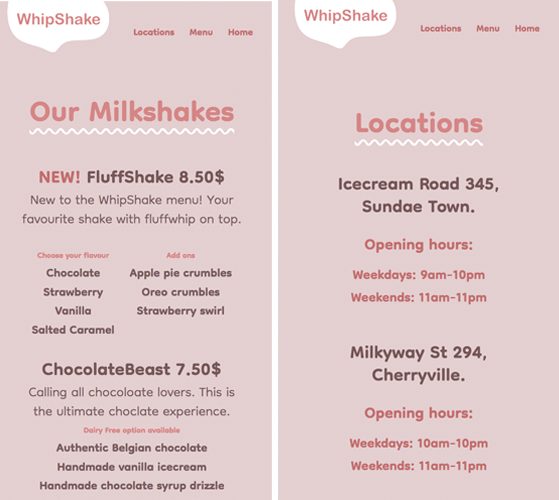 WhipShake
Locations Menu Home
Our Milkshakes
NEW! FluffShake 8.50$
New to the WhipShake menu! Your
favourite shake with fluffwhip on top.
Choose your flavour
Chocolate
Strawberry
Vanilla
Salted Caramel
Add ons
Apple pie crumbles
Oreo crumbles
Strawberry swirl
ChocolateBeast 7.50$
Calling all chocoloate lovers. This is
the ultimate choclate experience.
Dairy Free option available
Authentic Belgian chocolate
Handmade vanilla icecream
Handmade chocolate syrup drizzle
WhipShake
Locations Menu Home
Locations
Icecream Road 345,
Sundae Town.
Opening hours:
Weekdays: 9am-10pm
Weekends: 11am-11pm
Milkyway St 294,
Cherryville.
Opening hours:
Weekdays: 10am-10pm
Weekends: 11am-11pm